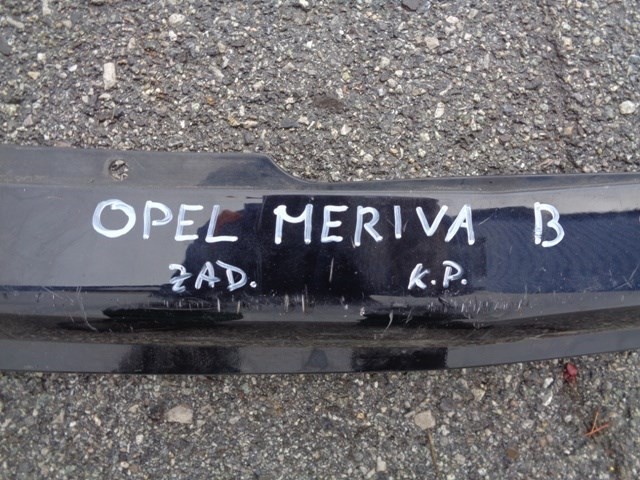 OPEL MERIVA B
ZAD. K.P.